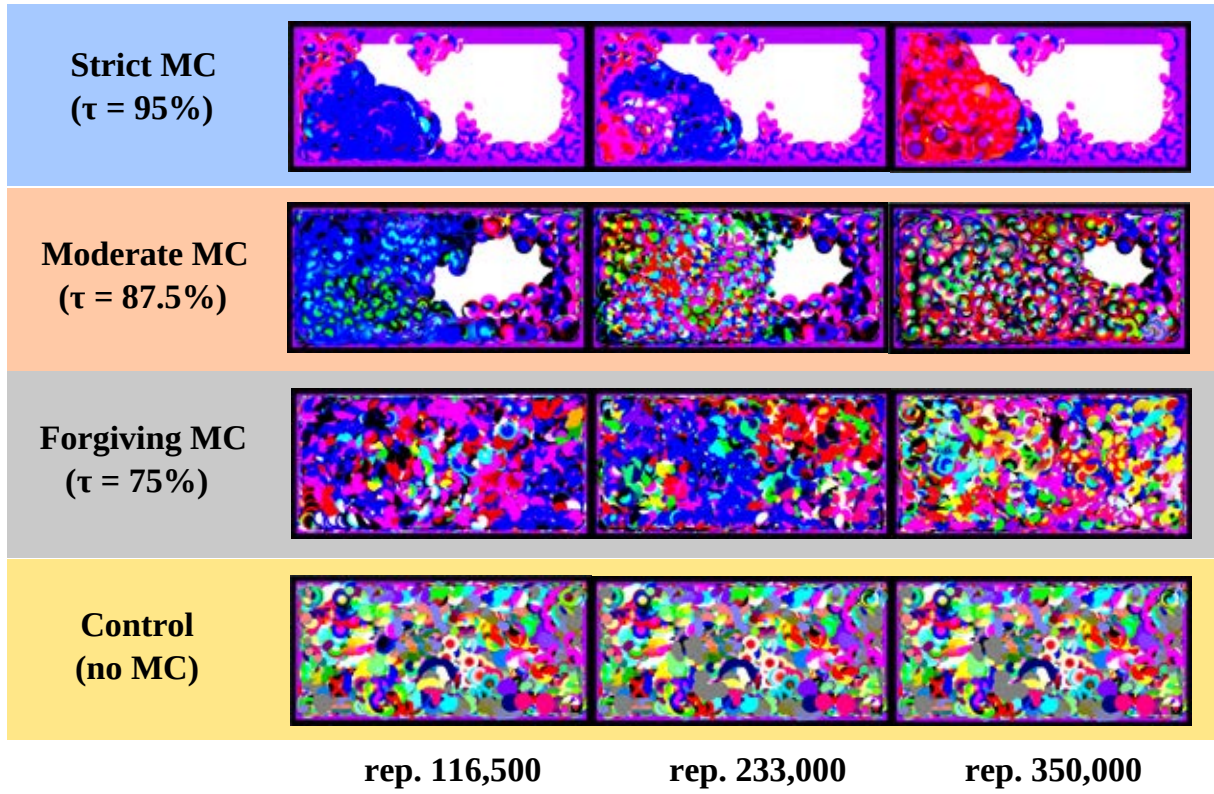 Strict MC
(τ = 95%)
Moderate MC
(τ = 87.5%)
Forgiving MC
(τ = 75%)
Control
(no MC)
rep. 116,500
rep. 233,000
rep. 350,000